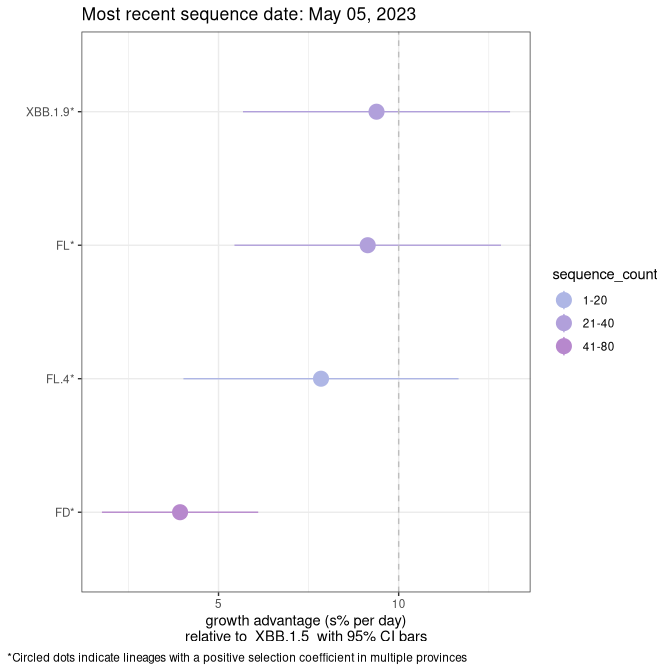 Most recent sequence date: May 05, 2023
XBB.1.9*
FL*
FL.4*
FD*
5 10
growth advantage (s% per day)
relative to  XBB.1.5  with 95% CI bars
sequence_count
1-20
21-40
41-80
*Circled dots indicate lineages with a positive selection coefficient in multiple provinces